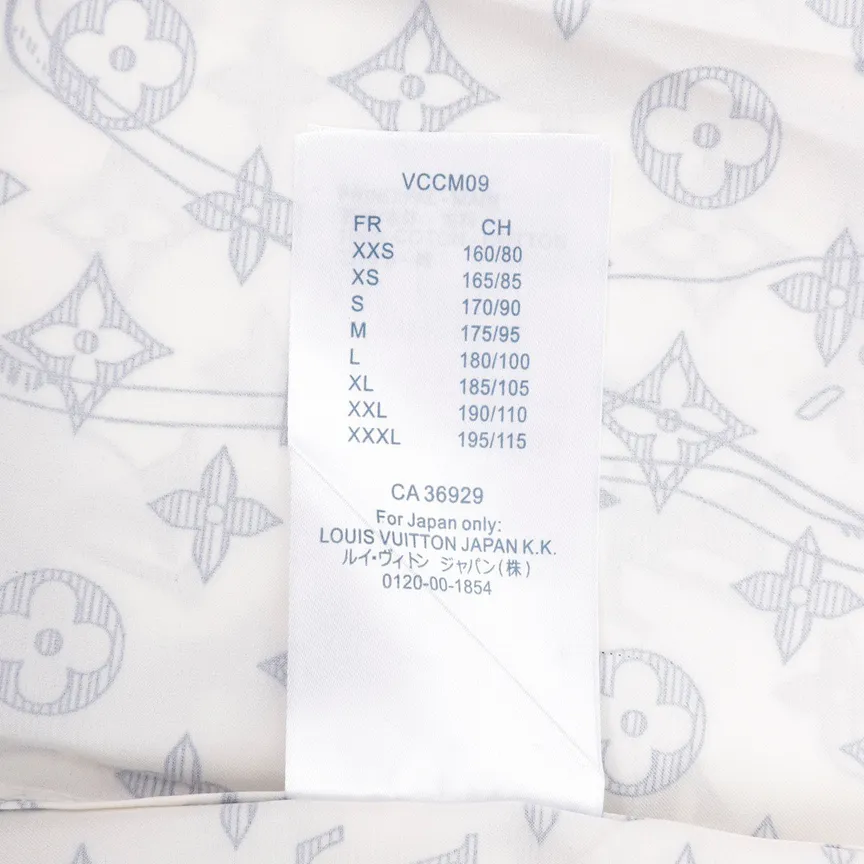 VCCM09
FR CH
XXS 160/80
XS 165/85
S 170/90
M 175/95
L 180/100
XL 185/105
XXL 190/110
XXXL 195/115
CA 36929
For Japan only:
LOUIS VUITTON JAPAN K.K.
ルイ・ヴィトン ジャパン(株)
0120-00-1854